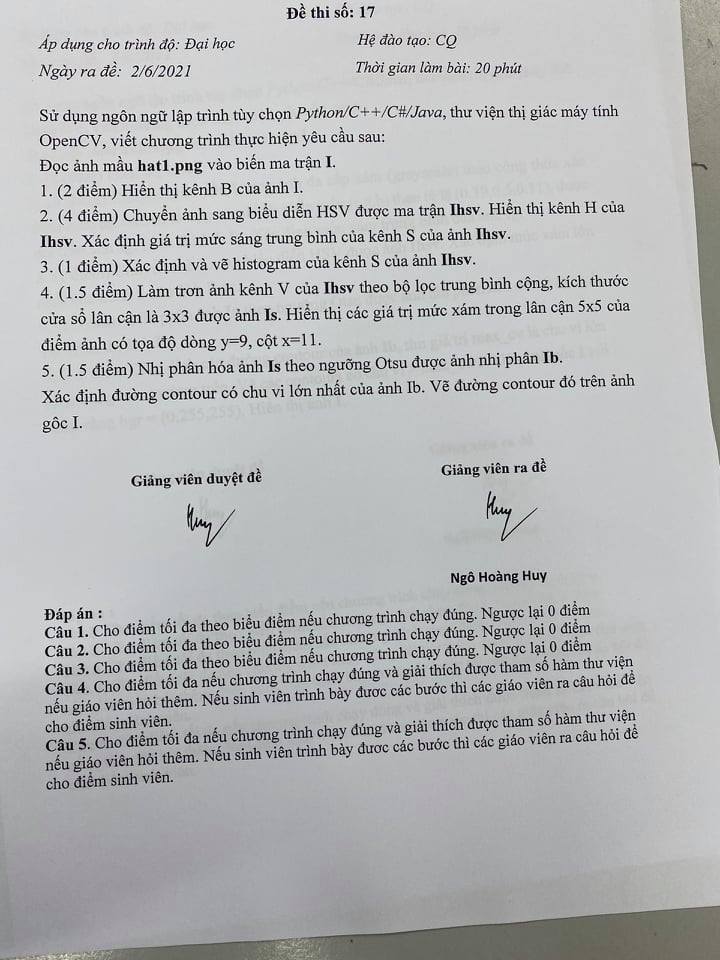 Đề thi số: 17
Áp dụng cho trình độ: Đại học Hệ đào tạo: CQ
Ngày ra đề: 2/6/2021 Thời gian làm bài: 20 phút
Sử dụng ngôn ngữ lập trình tùy chọn Python/C++/C#/Java, thư viện thị giác máy tính
OpenCV, viết chương trình thực hiện yêu cầu sau:
Đọc ảnh mầu hat1.png vào biến ma trận I.
1. (2 điểm) Hiển thị kênh B của ảnh I.
2. (4 điểm) Chuyển ảnh sang biểu diễn HSV được ma trận Ihsv. Hiển thị kênh H của
Ihsv. Xác định giá trị mức sáng trung bình của kênh S của ảnh Ihsv.
3. (1 điểm) Xác định và vẽ histogram của kênh S của ảnh Ihsv.
4. (1.5 điểm) Làm trơn ảnh kênh V của Ihsv theo bộ lọc trung bình cộng, kích thước
cửa sổ lân cận là 3x3 được ảnh Is. Hiển thị các giá trị mức xám trong lân cận 5x5 của
điểm ảnh có tọa độ dòng y=9, cột x=11.
5. (1.5 điểm) Nhị phân hóa ảnh Is theo ngưỡng Otsu được ảnh nhị phân Ib.
Xác định đường contour có chu vi lớn nhất của ảnh Ib. Vẽ đường contour đó trên ảnh
gốc I.
Giảng viên duyệt đề Giảng viên ra đề
Huy Huy
Ngô Hoàng Huy
Đáp án :
Câu 1. Cho điểm tối đa theo biểu điểm nếu chương trình chạy đúng. Ngược lại 0 điểm
Câu 2. Cho điểm tối đa theo biểu điểm nếu chương trình chạy đúng. Ngược lại 0 điểm
Câu 3. Cho điểm tối đa theo biểu điểm nếu chương trình chạy đúng. Ngược lại 0 điểm
Câu 4. Cho điểm tối đa nếu chương trình chạy đúng và giải thích được tham số hàm thư viện
nếu giáo viên hỏi thêm. Nếu sinh viên trình bày đươc các bước thì các giáo viên ra câu hỏi để
cho điểm sinh viên.
Câu 5. Cho điểm tối đa nếu chương trình chạy đúng và giải thích được tham số hàm thư viện
nếu giáo viên hỏi thêm. Nếu sinh viên trình bày đươc các bước thì các giáo viên ra câu hỏi để
cho điểm sinh viên.